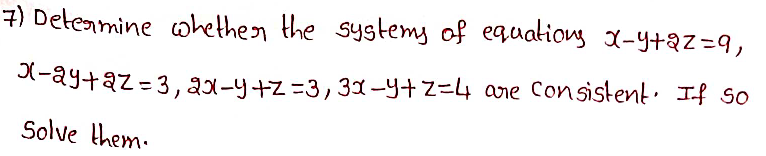 7) Determine whether the systems of equations x-y+2z=9,
x-2y+2z=3, 2x-y+z=3, 3x-y+z=4 are consistent. If so
Solve them.